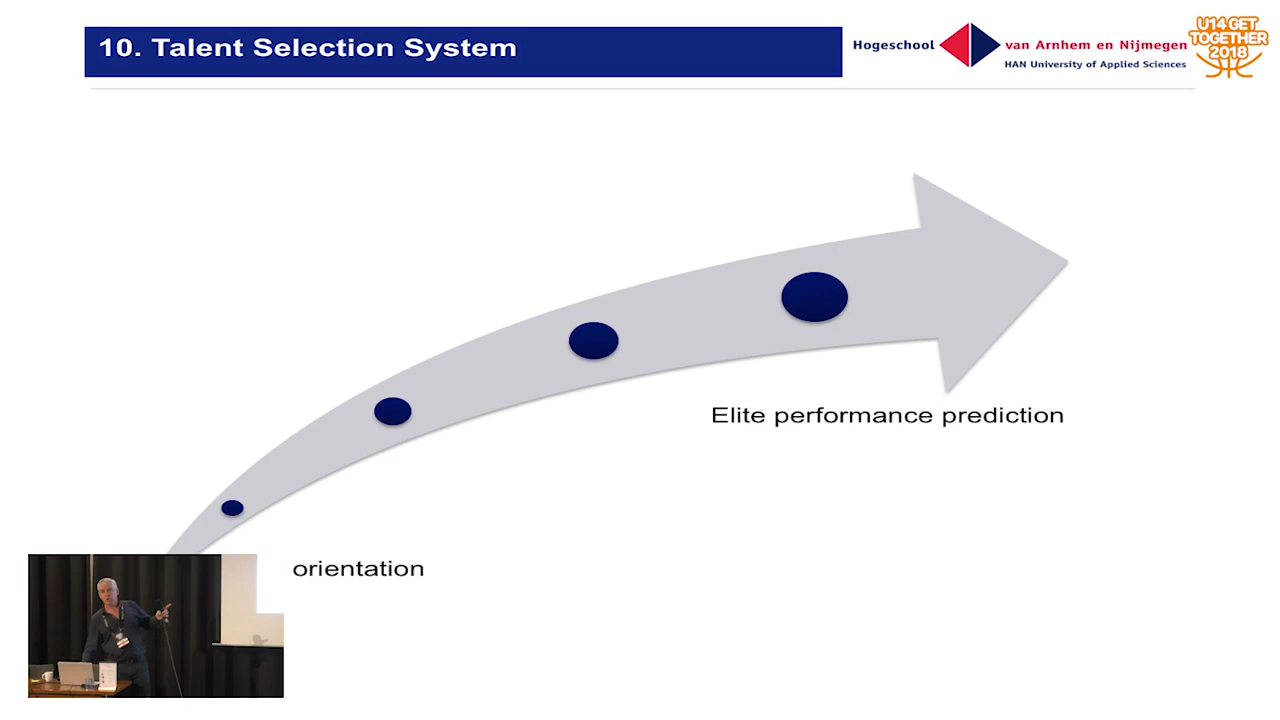 10. Talent Selection System
Hogeschool van Arnhem en Nijmegen
HAN University of Applied Sciences
U14 GET
TOGETHER
2018
Elite performance prediction
orientation